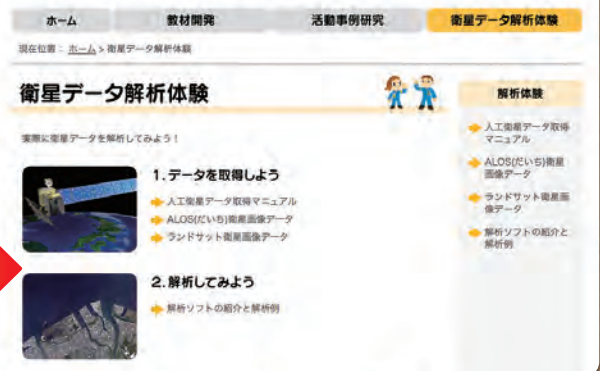 ホーム
教材開発
活動事例研究
衛星データ解析体験
現在位置： ホーム > 衛星データ解析体験
衛星データ解析体験
実際に衛星データを解析してみよう！
1.データを取得しよう
人工衛星データ取得マニュアル
ALOS(だいち)衛星画像データ
ランドサット衛星画像データ
2.解析してみよう
解析ソフトの紹介と解析例
解析体験
人工衛星データ取得
マニュアル
ALOS(だいち)衛星
画像データ
ランドサット衛星画
像データ
解析ソフトの紹介と
解析例